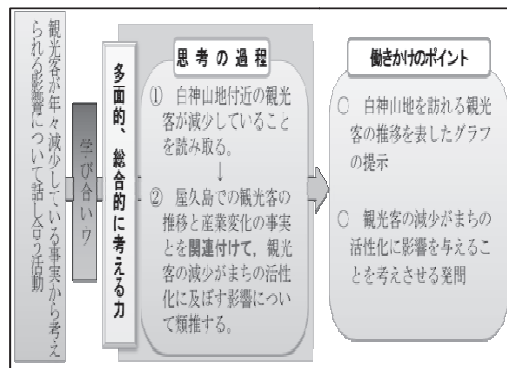 観光客が年々減少している事実から考え
られる影響について話し合う活動
学び合いウ
多面的、総合的に考える力
思考の過程
① 白神山地付近の観光
客が減少していることを
読み取る。
↓
② 屋久島での観光客の
推移と産業変化の事実
とを関連付けて，観光
客の減少がまちの活性
化に及ぼす影響につい
て類推する。
働きかけのポイント
○ 白神山地を訪れる観光
客の推移を表したグラフ
の提示
○ 観光客の減少がまちの
活性化に影響を与えるこ
とを考えさせる発問